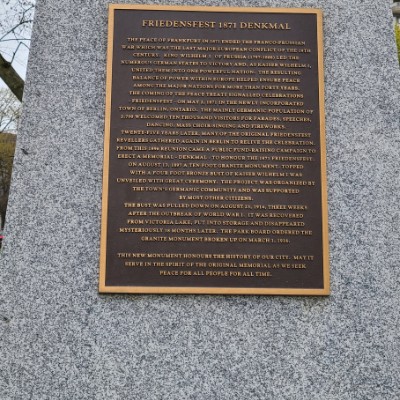 FRIEDENSFEST 1871 DENKMAL
THE PEACE OF FRANKFURT IN 1871 ENDED THE FRANCO-PRUSSIAN
WAR WHICH WAS THE LAST MAJOR EUROPEAN CONFLICT OF THE 19TH
CENTURY. KING WILHELM I, OF PRUSSIA (1797-1888) LED THE
NUMEROUS GERMAN STATES TO VICTORY AND, AS KAISER WILHELM I,
UNITED THEM INTO ONE POWERFUL NATION. THE RESULTING
BALANCE OF POWER WITHIN EUROPE HELPED ENSURE PEACE
AMONG THE MAJOR NATIONS FOR MORE THAN FORTY YEARS.
THE COMING OF THE PEACE TREATY SIGNALLED CELEBRATIONS
- FRIEDENSFEST - ON MAY 2, 1871 IN THE NEWLY INCORPORATED
TOWN OF BERLIN, ONTARIO. THE MAINLY GERMANIC POPULATION OF
WELCOMED TEN THOUSAND VISITORS FOR PARADES, SPEECHES,
DANCING, MASS CHOIR SINGING AND FIREWORKS.
TWENTY-FIVE YEARS LATER, MANY OF THE ORIGINAL FRIEDENSFEST
REVELLERS GATHERED AGAIN IN BERLIN TO RELIVE THE CELEBRATION.
FROM THIS 1896 REUNION CAME A PUBLIC FUND-RAISING CAMPAIGN TO
ERECT A MEMORIAL - DENKMAL - TO HONOUR THE 1871 FRIEDENSFEST.
ON AUGUST 13, 1897 A TEN-FOOT GRANITE MONUMENT, TOPPED
WITH A FOUR FOOT BRONZE BUST OF KAISER WILHELM I WAS
UNVEILED WITH GREAT CEREMONY. THE PROJECT WAS ORGANISED BY
THE TOWN'S GERMANIC COMMUNITY AND WAS SUPPORTED
BY MOST OTHER CITIZENS.
THE BUST WAS PULLED DOWN ON AUGUST 23, 1914, THREE WEEKS
AFTER THE OUTBREAK OF WORLD WAR I. IT WAS RECOVERED
FROM VICTORIA LAKE, PUT INTO STORAGE AND DISAPPEARED
MYSTERIOUSLY 18 MONTHS LATER. THE PARK BOARD ORDERED THE
GRANITE MONUMENT BROKEN UP ON MARCH 1, 1916.
THIS NEW MONUMENT HONOURS THE HISTORY OF OUR CITY. MAY IT
SERVE IN THE SPIRIT OF THE ORIGINAL MEMORIAL AS WE SEEK
PEACE FOR ALL PEOPLE FOR ALL TIME.